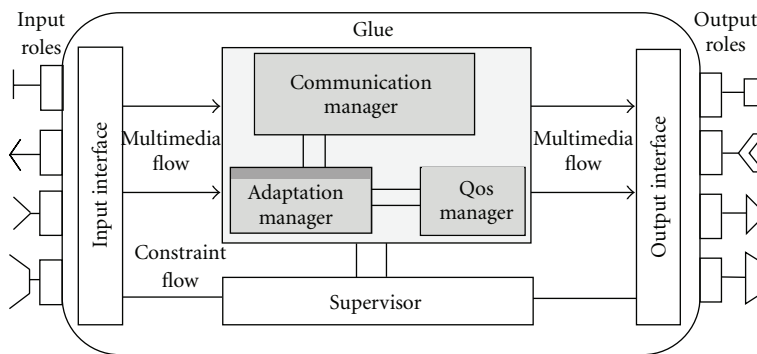 Input
roles
Glue
Output
roles
Input interface
Communication
manager
Multimedia
flow
Multimedia
flow
Adaptation
manager
Qos
manager
Output interface
Constraint
flow
Supervisor